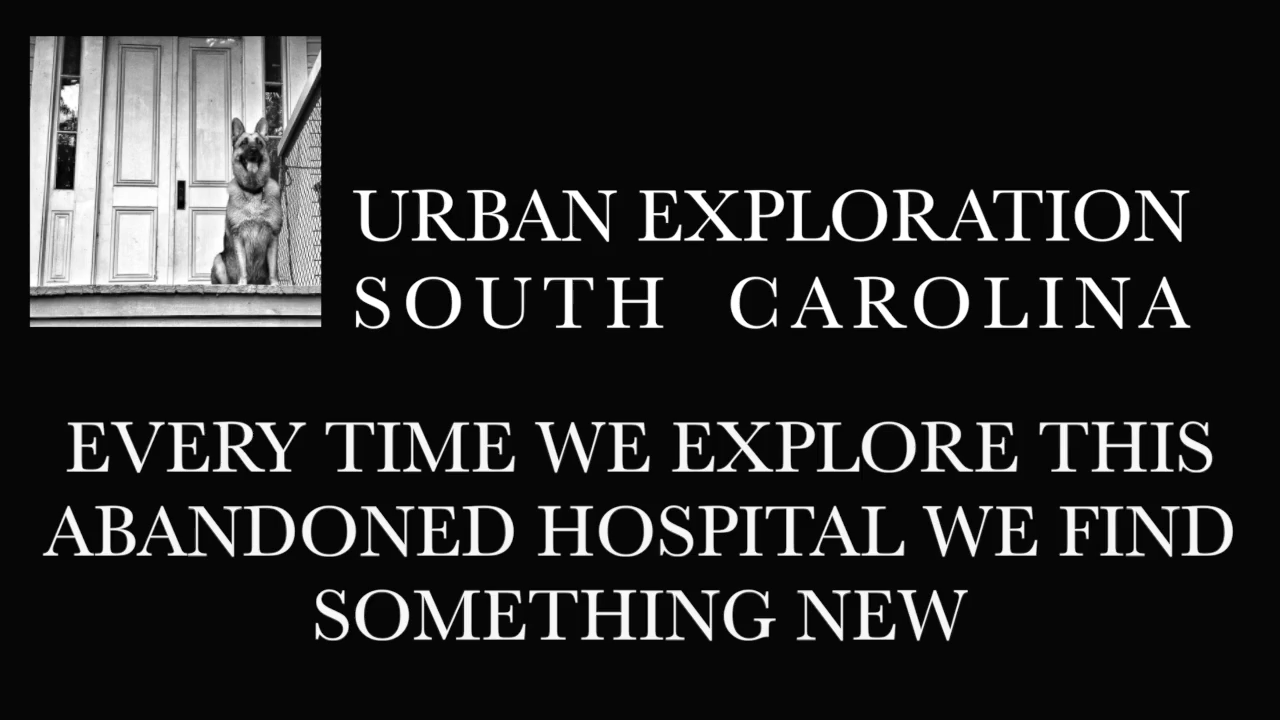 URBAN EXPLORATION
SOUTH CAROLINA
EVERY TIME WE EXPLORE THIS
ABANDONED HOSPITAL WE FIND
SOMETHING NEW